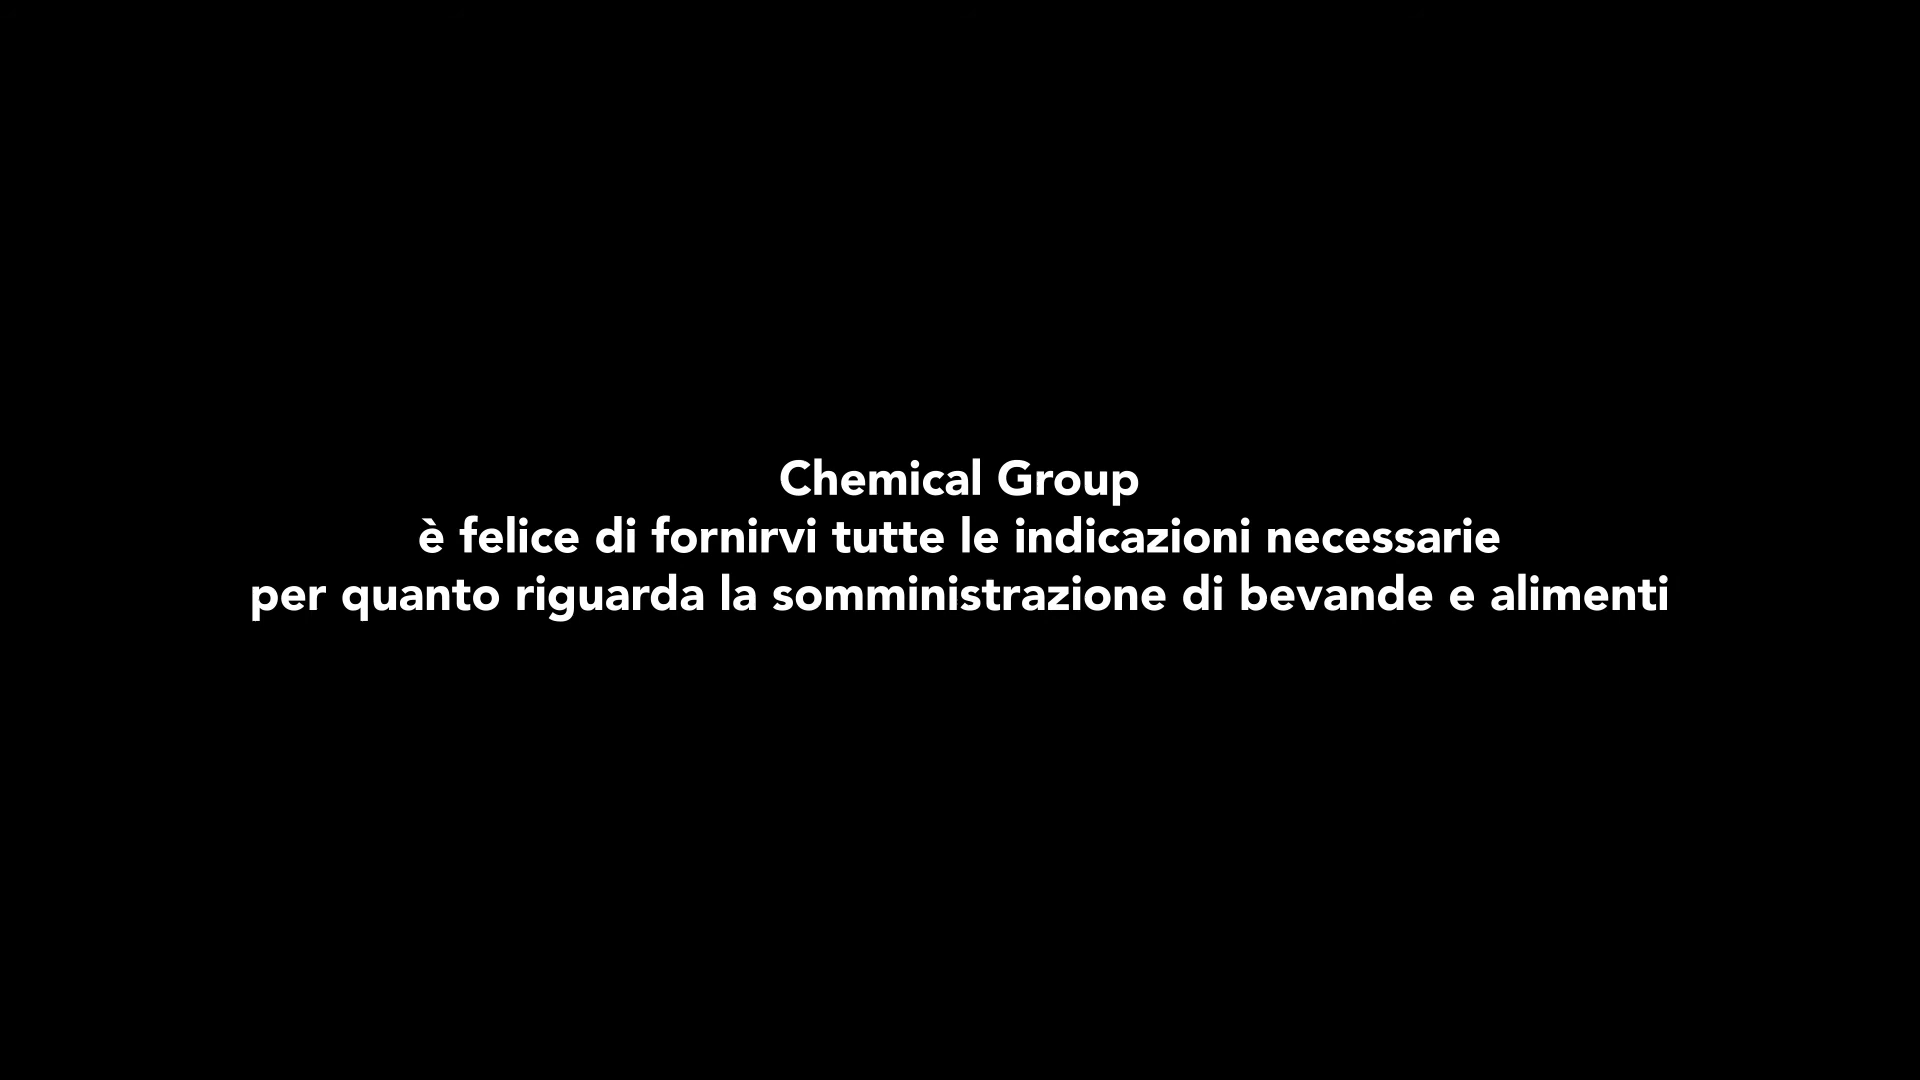 Chemical Group
è felice di fornirvi tutte le indicazioni necessarie
per quanto riguarda la somministrazione di bevande e alimenti